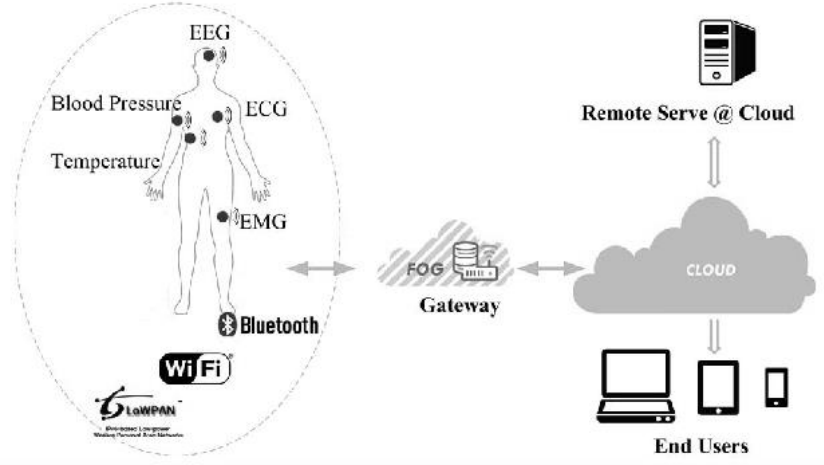 EEG
Blood Pressure
ECG
Temperature
EMG
Bluetooth
WiFi
6LoWPAN
FOG
Gateway
Remote Serve @ Cloud
CLOUD
End Users